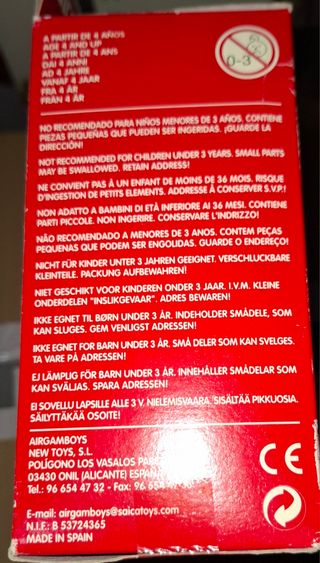 A PARTIR DE 4 AÑOS
AGE 4 AND UP
A PARTIR DE 4 ANS
DAI 4 ANNI
AD 4 JAHRE
VANAF 4 JAAR
FRA 4 ÅR
FRÅN 4 ÅR
0-3
NO RECOMENDADO PARA NIÑOS MENORES DE 3 AÑOS. CONTIENE
PIEZAS PEQUEÑAS QUE PUEDEN SER INGERIDAS. ¡GUARDE LA
DIRECCIÓN!
NOT RECOMMENDED FOR CHILDREN UNDER 3 YEARS. SMALL PARTS
MAY BE SWALLOWED. RETAIN ADDRESS!
NE CONVIENT PAS À UN ENFANT DE MOINS DE 36 MOIS. RISQUE
D'INGESTION DE PETITS ELEMENTS. ADDRESSE À CONSERVER S.V.P.!
NON ADATTO A BAMBINI DI ETÀ INFERIORE AI 36 MESI. CONTIENE
PARTI PICCOLE. NON INGERIRE. CONSERVARE L'INDRIZZO!
NÃO RECOMENDADO A MENORES DE 3 ANOS. CONTEM PEÇAS
PEQUENAS QUE PODEM SER ENGOLIDAS. GUARDE O ENDEREÇO!
NICHT FÜR KINDER UNTER 3 JAHREN GEEIGNET. VERSCHLUCKBARE
KLEINTEILE. PACKUNG AUFBEWAHREN!
NIET GESCHIKT VOOR KINDEREN ONDER 3 JAAR. I.V.M. KLEINE
ONDERDELEN "INSLIKGEVAAR". ADRES BEWAREN!
IKKE EGNET TIL BØRN UNDER 3 ÅR. INDEHOLDER SMÅDELE, SOM
KAN SLUGES. GEM VENLIGST ADRESSEN!
IKKE EGNET FOR BARN UNDER 3 ÅR. SMÅ DELER SOM KAN SVELGES.
TA VARE PÅ ADRESSEN!
EJ LÄMPLIG FÖR BARN UNDER 3 ÅR. INNEHÅLLER SMÅDELAR SOM
KAN SVÄLJAS. SPARA ADRESSEN!
EI SOVELLU LAPSILLE ALLE 3 V. NIELEMISVAARA. SISÄLTÄÄ PIKKUOSIA.
SÄILYTTÄKÄÄ OSOITE!
AIRGAMBOYS
NEW TOYS, S.L.
POLÍGONO LOS VASALOS
03430 ONIL (ALICANTE) ESPAÑA
Tel.: 96 654 47 32 - Fax: 96 654
E-mail: airgamboys@saicatoys.com
N.I.F.: B 53724365
MADE IN SPAIN
CE